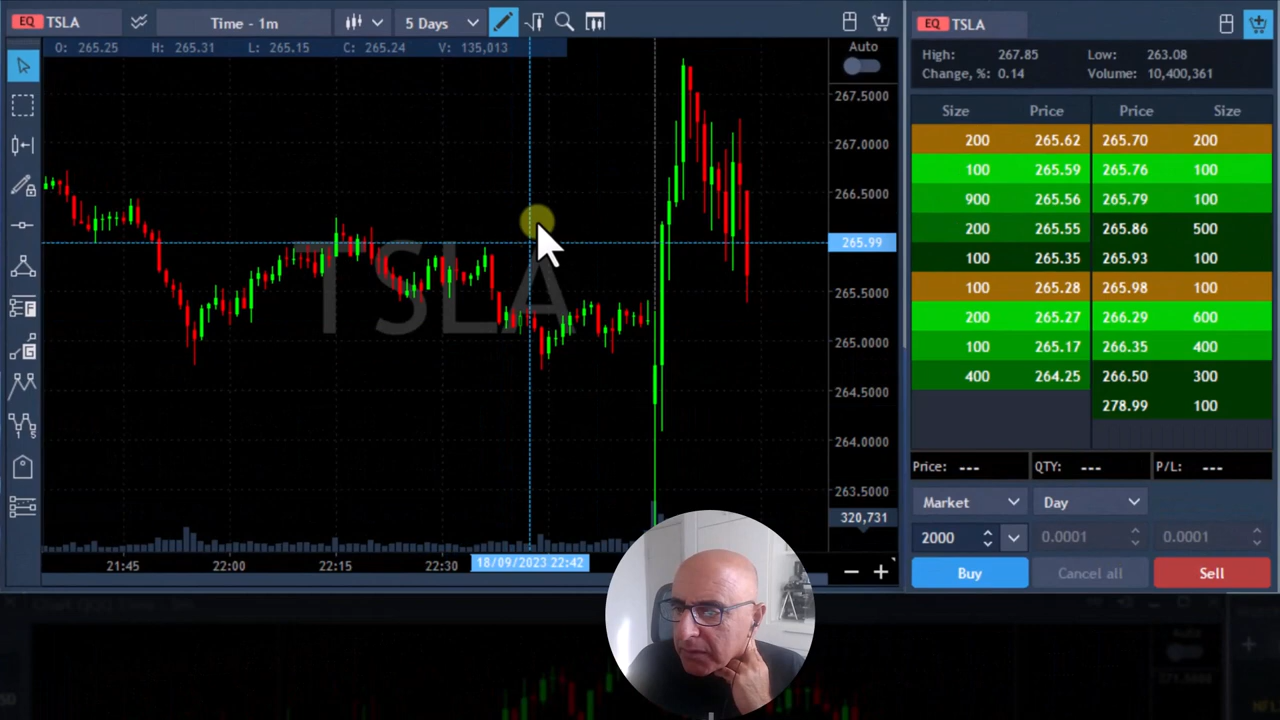 EQ TSLA
Time - 1m
5 Days
O: 265.25 H: 265.31 L: 265.15 C: 265.24 V: 135,013
Auto
267.5000
267.0000
266.5000
265.99
265.5000
265.0000
264.5000
264.0000
263.5000
320,731
TSLA
21:45 22:00 22:15 22:30 18/09/2023 22:42
EQ TSLA
High: 267.85 Low: 263.08
Change, %: 0.14 Volume: 10,400,361
Size Price Price Size
200 265.62 265.70 200
100 265.59 265.76 100
900 265.56 265.79 100
200 265.55 265.86 500
100 265.35 265.93 100
100 265.28 265.98 100
200 265.27 266.29 600
100 265.17 266.35 400
400 264.25 266.50 300
278.99 100
Price: --- QTY: --- P/L: ---
Market Day
2000 0.0001 0.0001
Buy Cancel all Sell
Auto